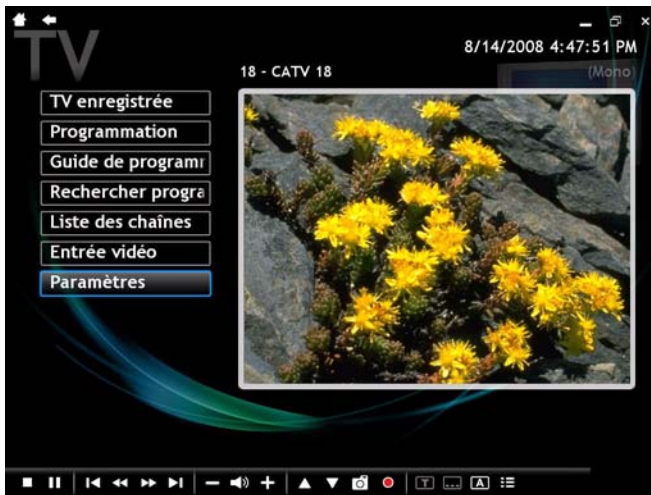 TV
8/14/2008 4:47:51 PM
18 - CATV 18
(Mono)
TV enregistrée
Programmation
Guide de programr
Rechercher progra
Liste des chaînes
Entrée vidéo
Paramètres
T
A